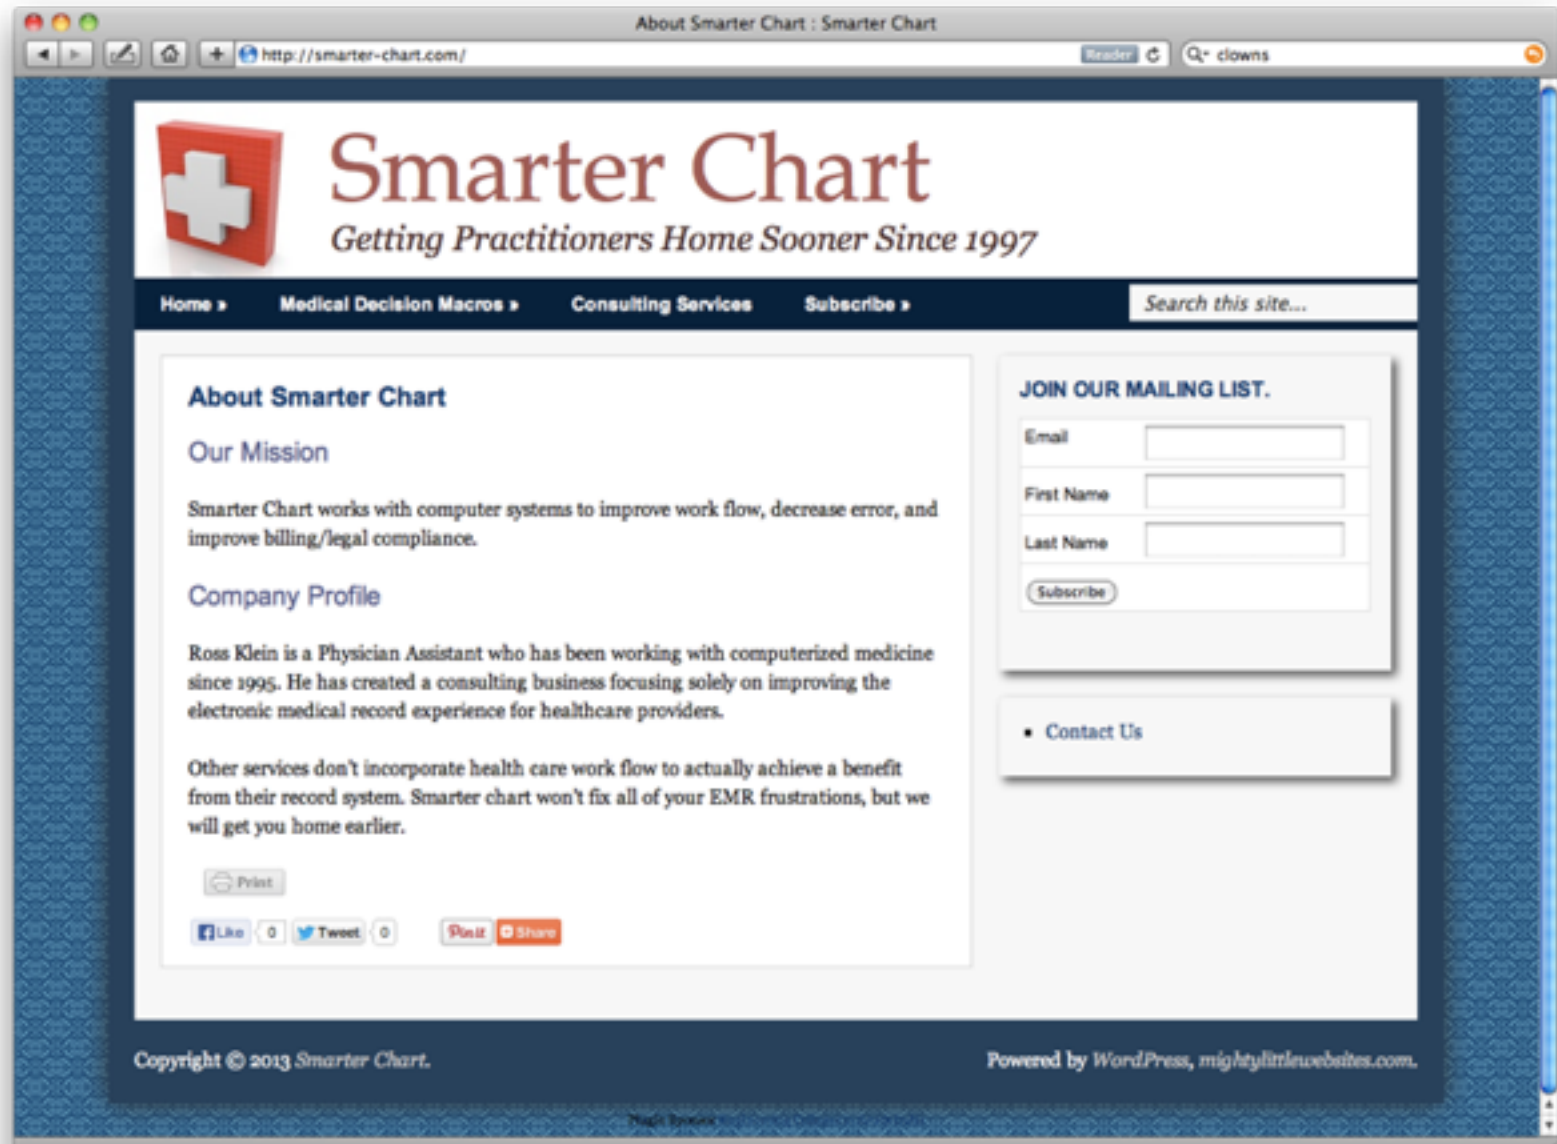 About Smarter Chart : Smarter Chart
http://smarter-chart.com/
Reader
clowns
Smarter Chart
Getting Practitioners Home Sooner Since 1997
Home »
Medical Decision Macros »
Consulting Services
Subscribe »
Search this site...
About Smarter Chart
Our Mission
Smarter Chart works with computer systems to improve work flow, decrease error, and
improve billing/legal compliance.
Company Profile
Ross Klein is a Physician Assistant who has been working with computerized medicine
since 1995. He has created a consulting business focusing solely on improving the
electronic medical record experience for healthcare providers.
Other services don't incorporate health care work flow to actually achieve a benefit
from their record system. Smarter chart won't fix all of your EMR frustrations, but we
will get you home earlier.
Print
Like 0 Tweet 0 Pin it Share
JOIN OUR MAILING LIST.
Email
First Name
Last Name
Subscribe
Contact Us
Copyright © 2013 Smarter Chart.
Powered by WordPress, mightylittlewebsites.com.